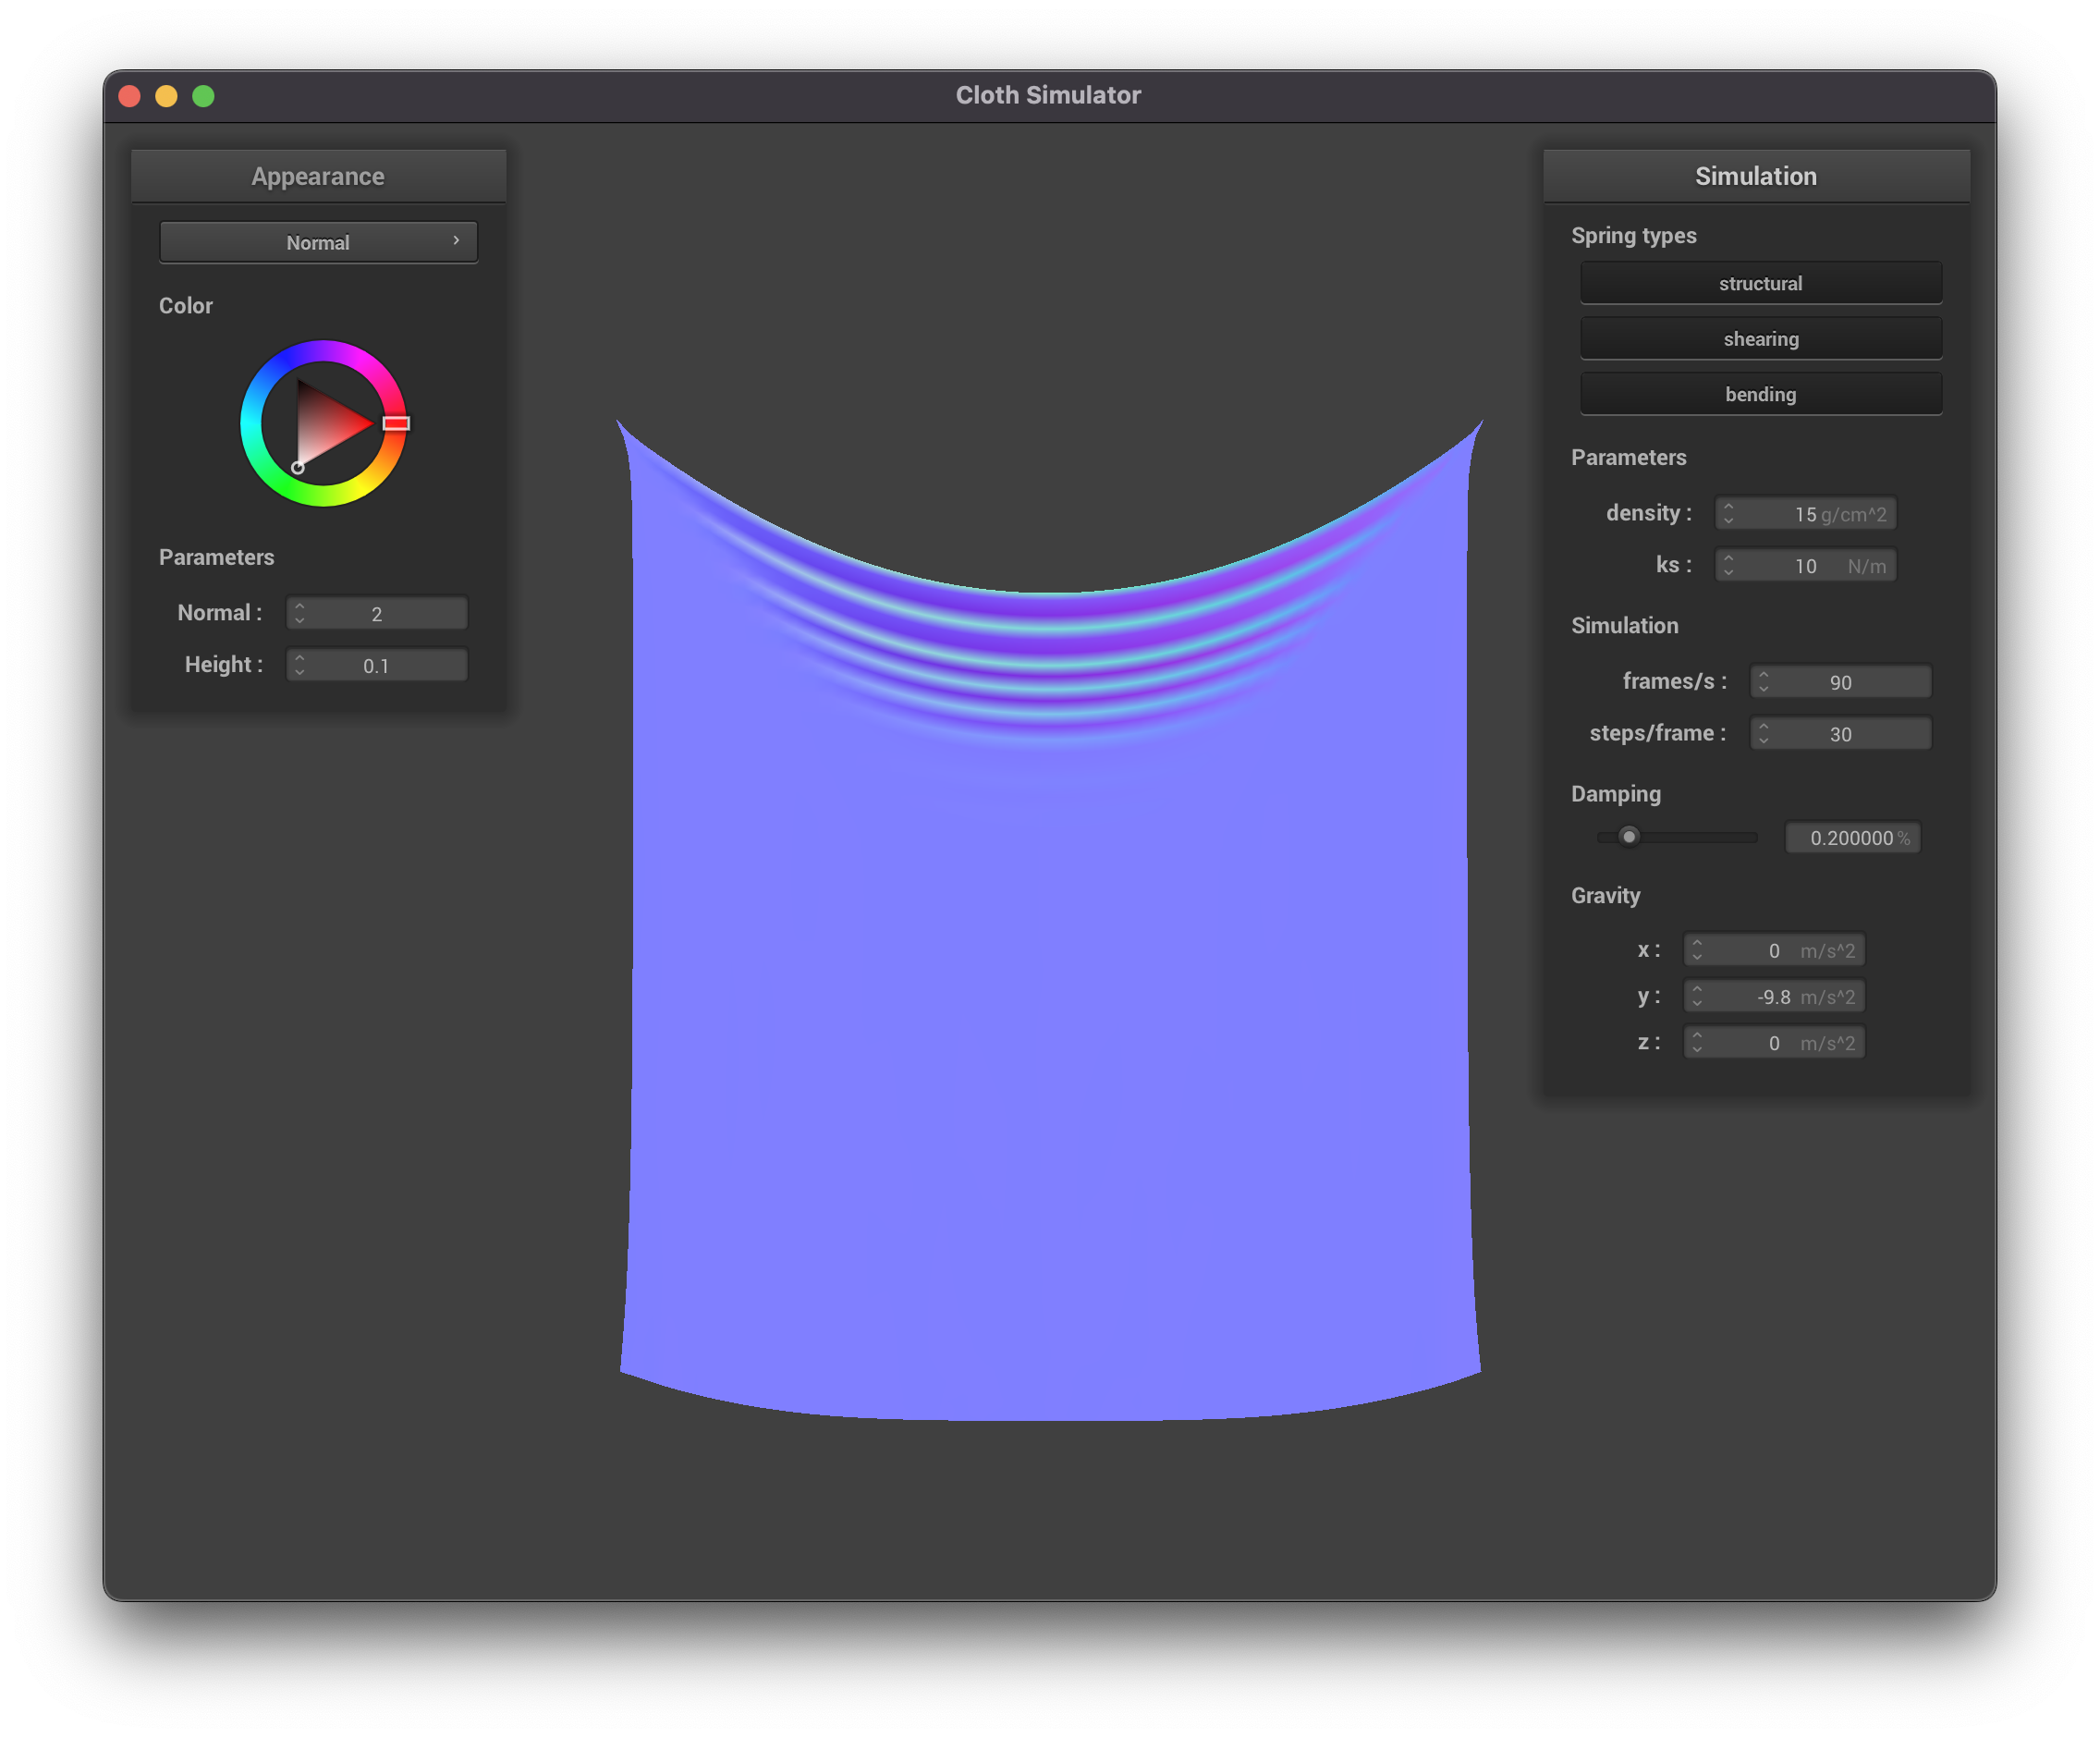 Cloth Simulator
Appearance
Normal
Color
Parameters
Normal : 2
Height : 0.1
Simulation
Spring types
structural
shearing
bending
Parameters
density : 15 g/cm^2
ks : 10 N/m
Simulation
frames/s : 90
steps/frame : 30
Damping
0.200000 %
Gravity
x : 0 m/s^2
y : -9.8 m/s^2
z : 0 m/s^2